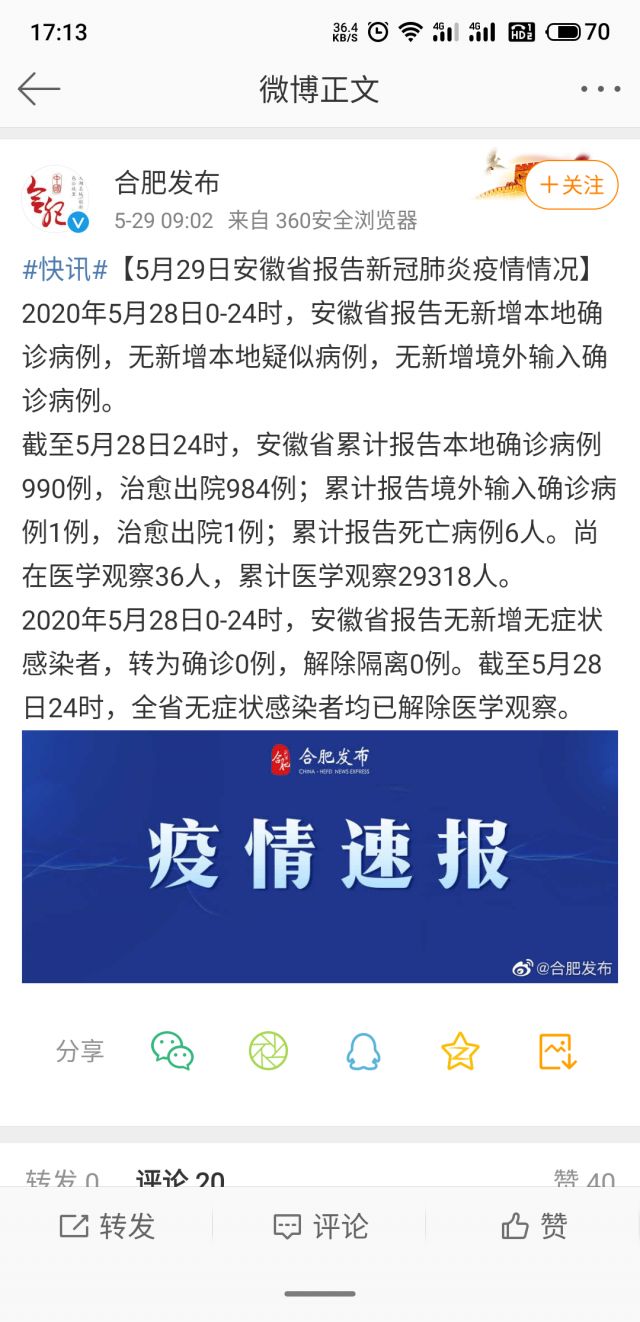 17:13
36.4
KB/S
4G
4G
HD 1
2
70
微博正文
合肥发布
+关注
5-29 09:02 来自 360安全浏览器
#快讯#【5月29日安徽省报告新冠肺炎疫情情况】
2020年5月28日0-24时，安徽省报告无新增本地确
诊病例，无新增本地疑似病例，无新增境外输入确
诊病例。
截至5月28日24时，安徽省累计报告本地确诊病例
990例，治愈出院984例；累计报告境外输入确诊病
例1例，治愈出院1例；累计报告死亡病例6人。尚
在医学观察36人，累计医学观察29318人。
2020年5月28日0-24时，安徽省报告无新增无症状
感染者，转为确诊0例，解除隔离0例。截至5月28
日24时，全省无症状感染者均已解除医学观察。
合肥发布
CHINA·HEFEI NEWS EXPRESS
疫情速报
@合肥发布
分享
转发 0 评论 20 赞 40
转发 评论 赞